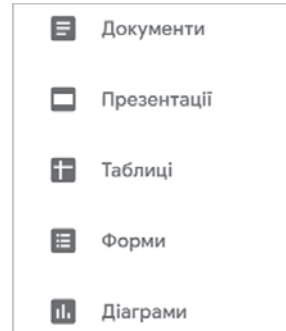 Документи
Презентації
Таблиці
Форми
Діаграми